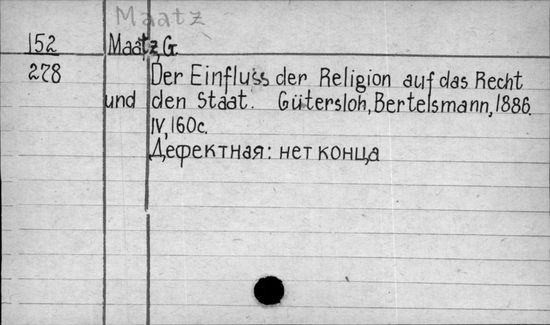 Maatz
152 Maatz, G.
278 Der Einfluss der Religion auf das Recht
und den Staat. Gütersloh, Bertelsmann, 1886.
IV, 160c.
Дефектная: нет конца